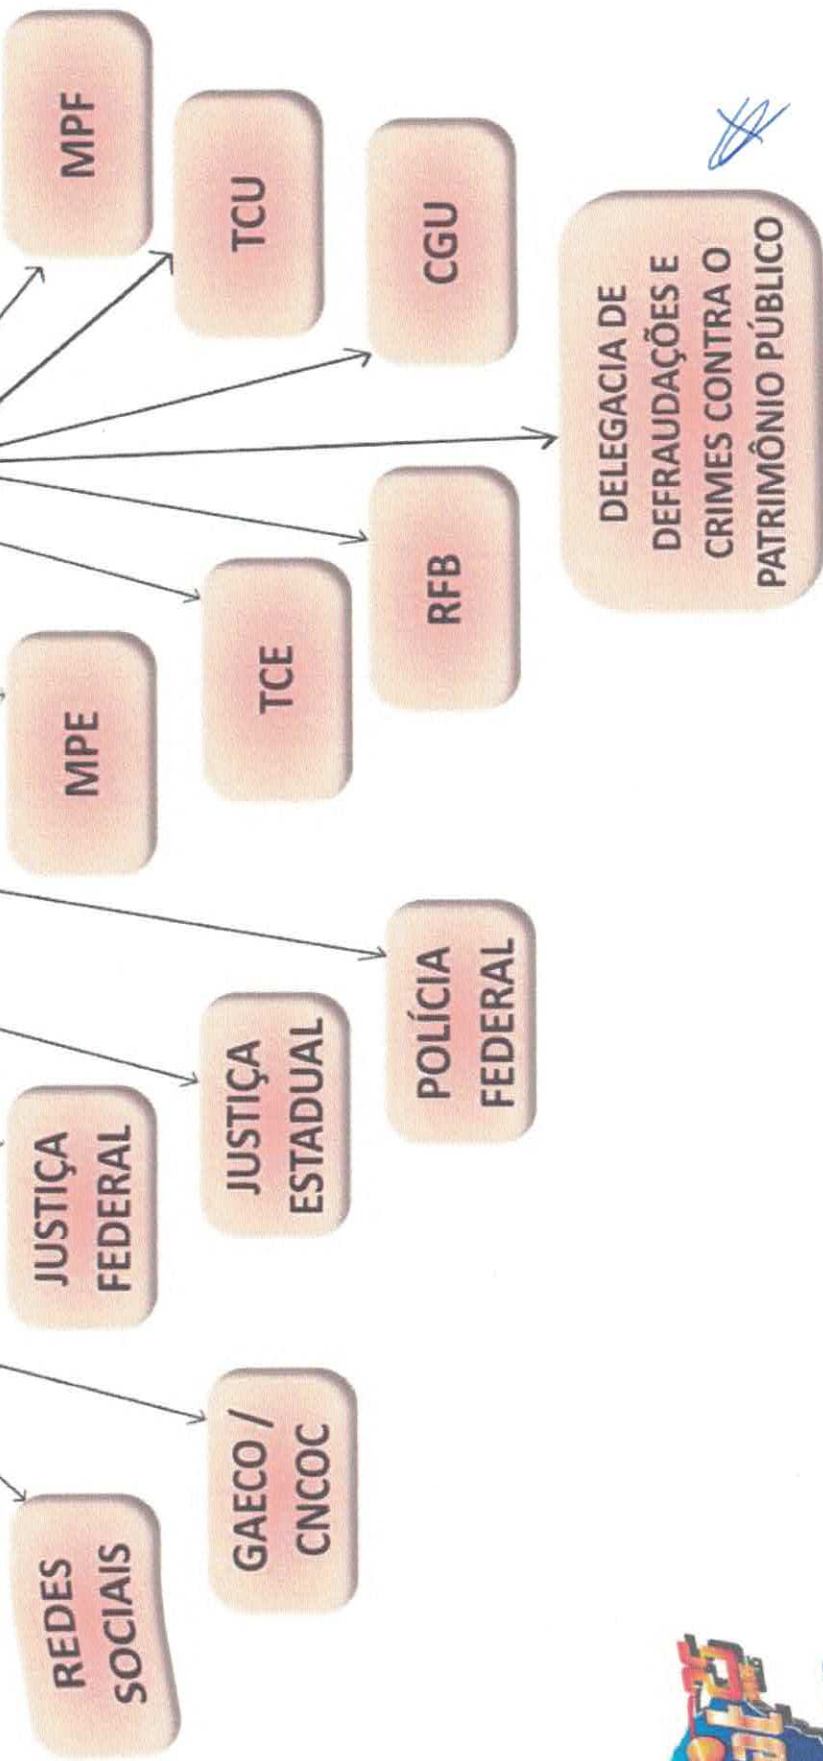 REDES
SOCIAIS
JUSTIÇA
FEDERAL
MPE
MPF
GAECO /
CNCOC
JUSTIÇA
ESTADUAL
TCE
TCU
POLÍCIA
FEDERAL
RFB
CGU
DELEGACIA DE
DEFRAUDAÇÕES E
CRIMES CONTRA O
PATRIMÔNIO PÚBLICO